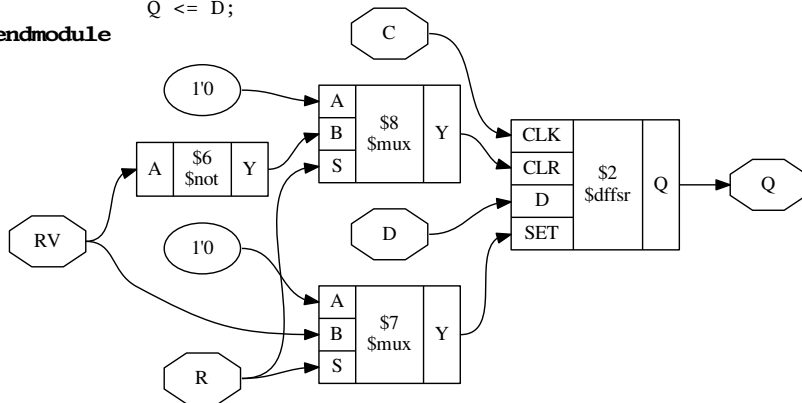 Q <= D;
endmodule
C
1'0
A
B
S
$8
$mux
Y
$6
$not
A
Y
CLK
CLR
D
SET
$2
$dffsr
Q
Q
RV
D
1'0
A
B
S
$7
$mux
Y
R